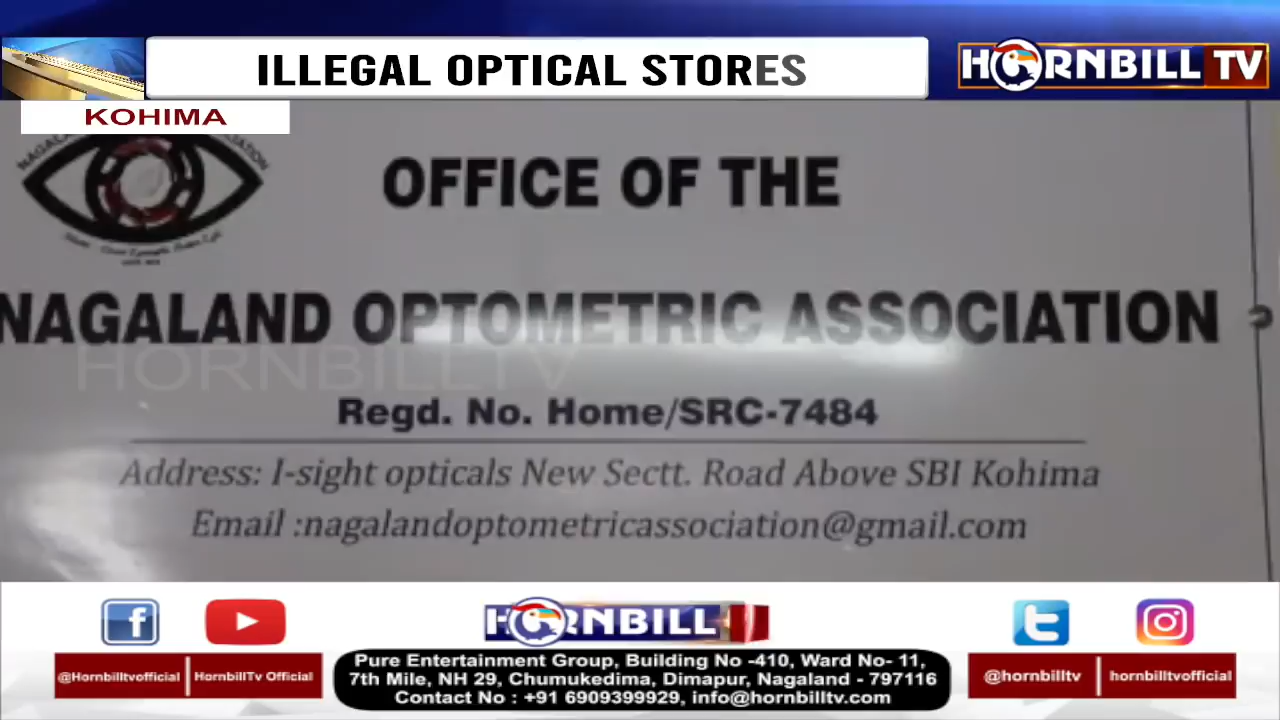 ILLEGAL OPTICAL STORES
HORNBILL TV
KOHIMA
OFFICE OF THE
NAGALAND OPTOMETRIC ASSOCIATION
HORNBILLTV
Regd. No. Home/SRC-7484
Address: I-sight opticals New Sectt. Road Above SBI Kohima
Email :nagalandoptometricassociation@gmail.com
HORNBILL
@Hornbilltvofficial
HornbillTv Official
Pure Entertainment Group, Building No -410, Ward No- 11,
7th Mile, NH 29, Chumukedima, Dimapur, Nagaland - 797116
Contact No : +91 6909399929, info@hornbilltv.com
@hornbilltv
hornbilltvofficial